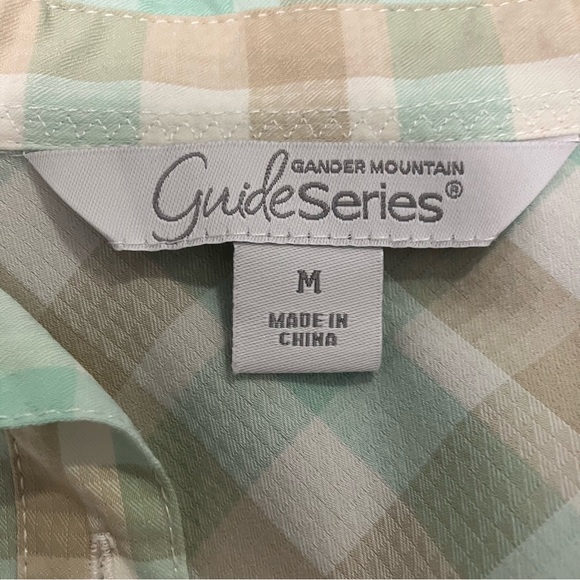 GANDER MOUNTAIN
GuideSeries®
M
MADE IN
CHINA